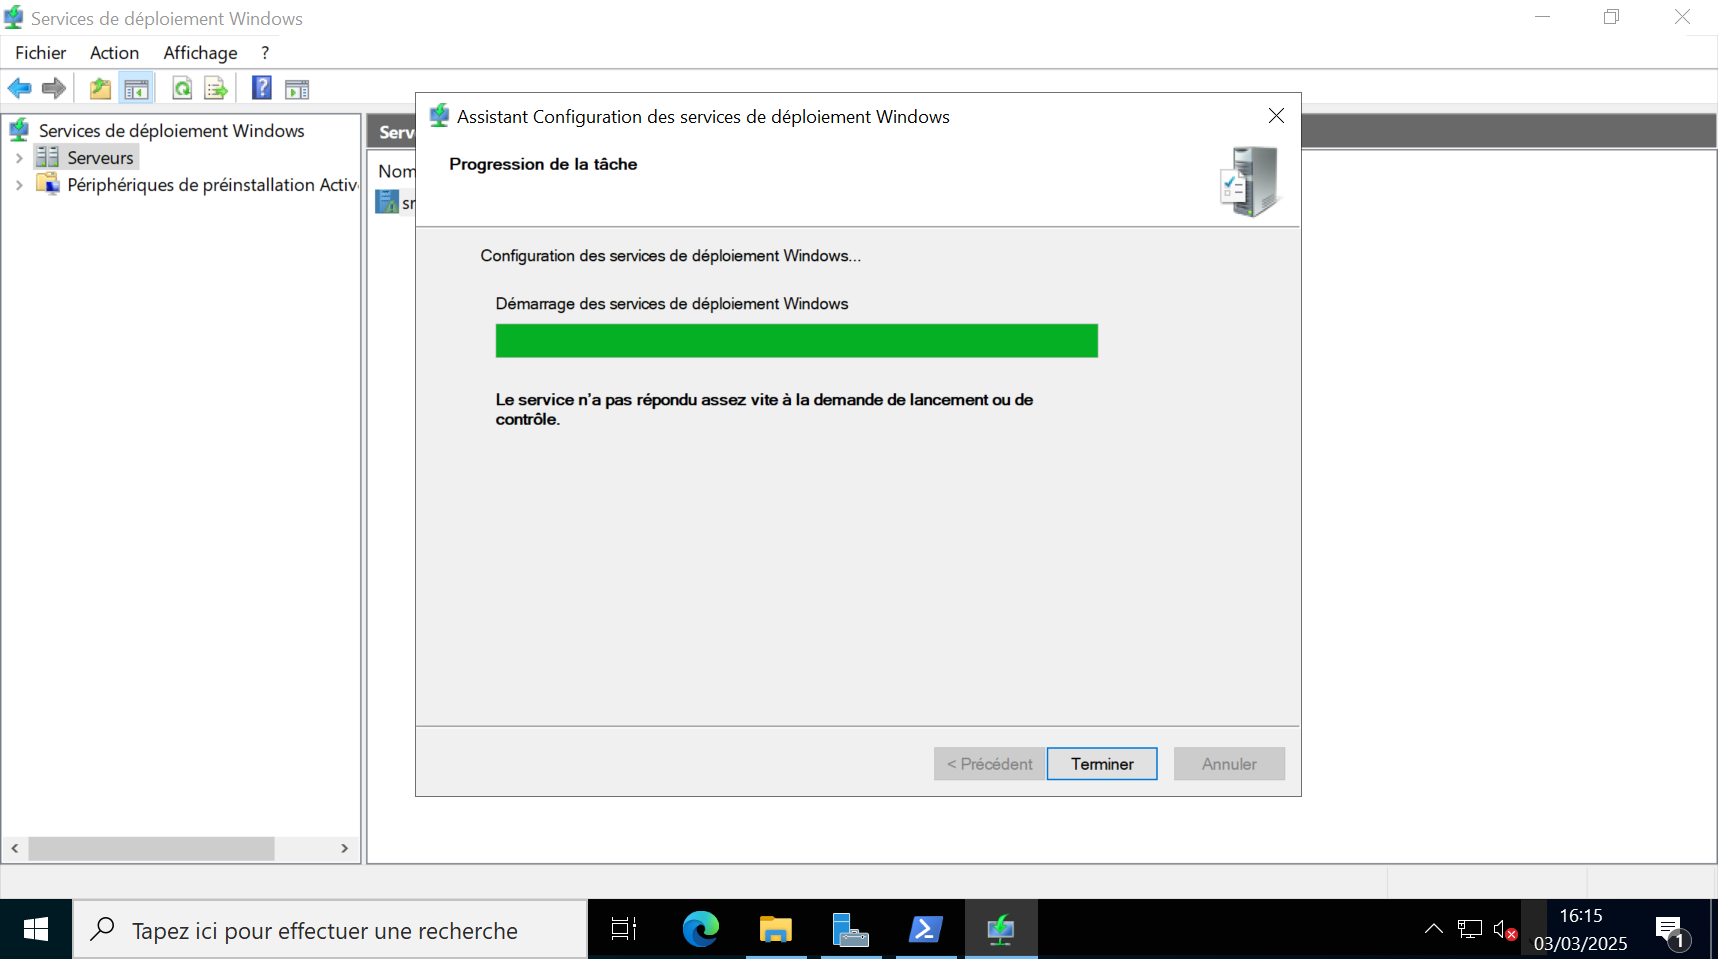 Services de déploiement Windows
Fichier Action Affichage ?
Services de déploiement Windows
Serveurs
Périphériques de préinstallation Activ
Serv
Nom
sr
Assistant Configuration des services de déploiement Windows
Progression de la tâche
Configuration des services de déploiement Windows...
Démarrage des services de déploiement Windows
Le service n'a pas répondu assez vite à la demande de lancement ou de
contrôle.
< Précédent Terminer Annuler
Tapez ici pour effectuer une recherche
16:15
03/03/2025
1